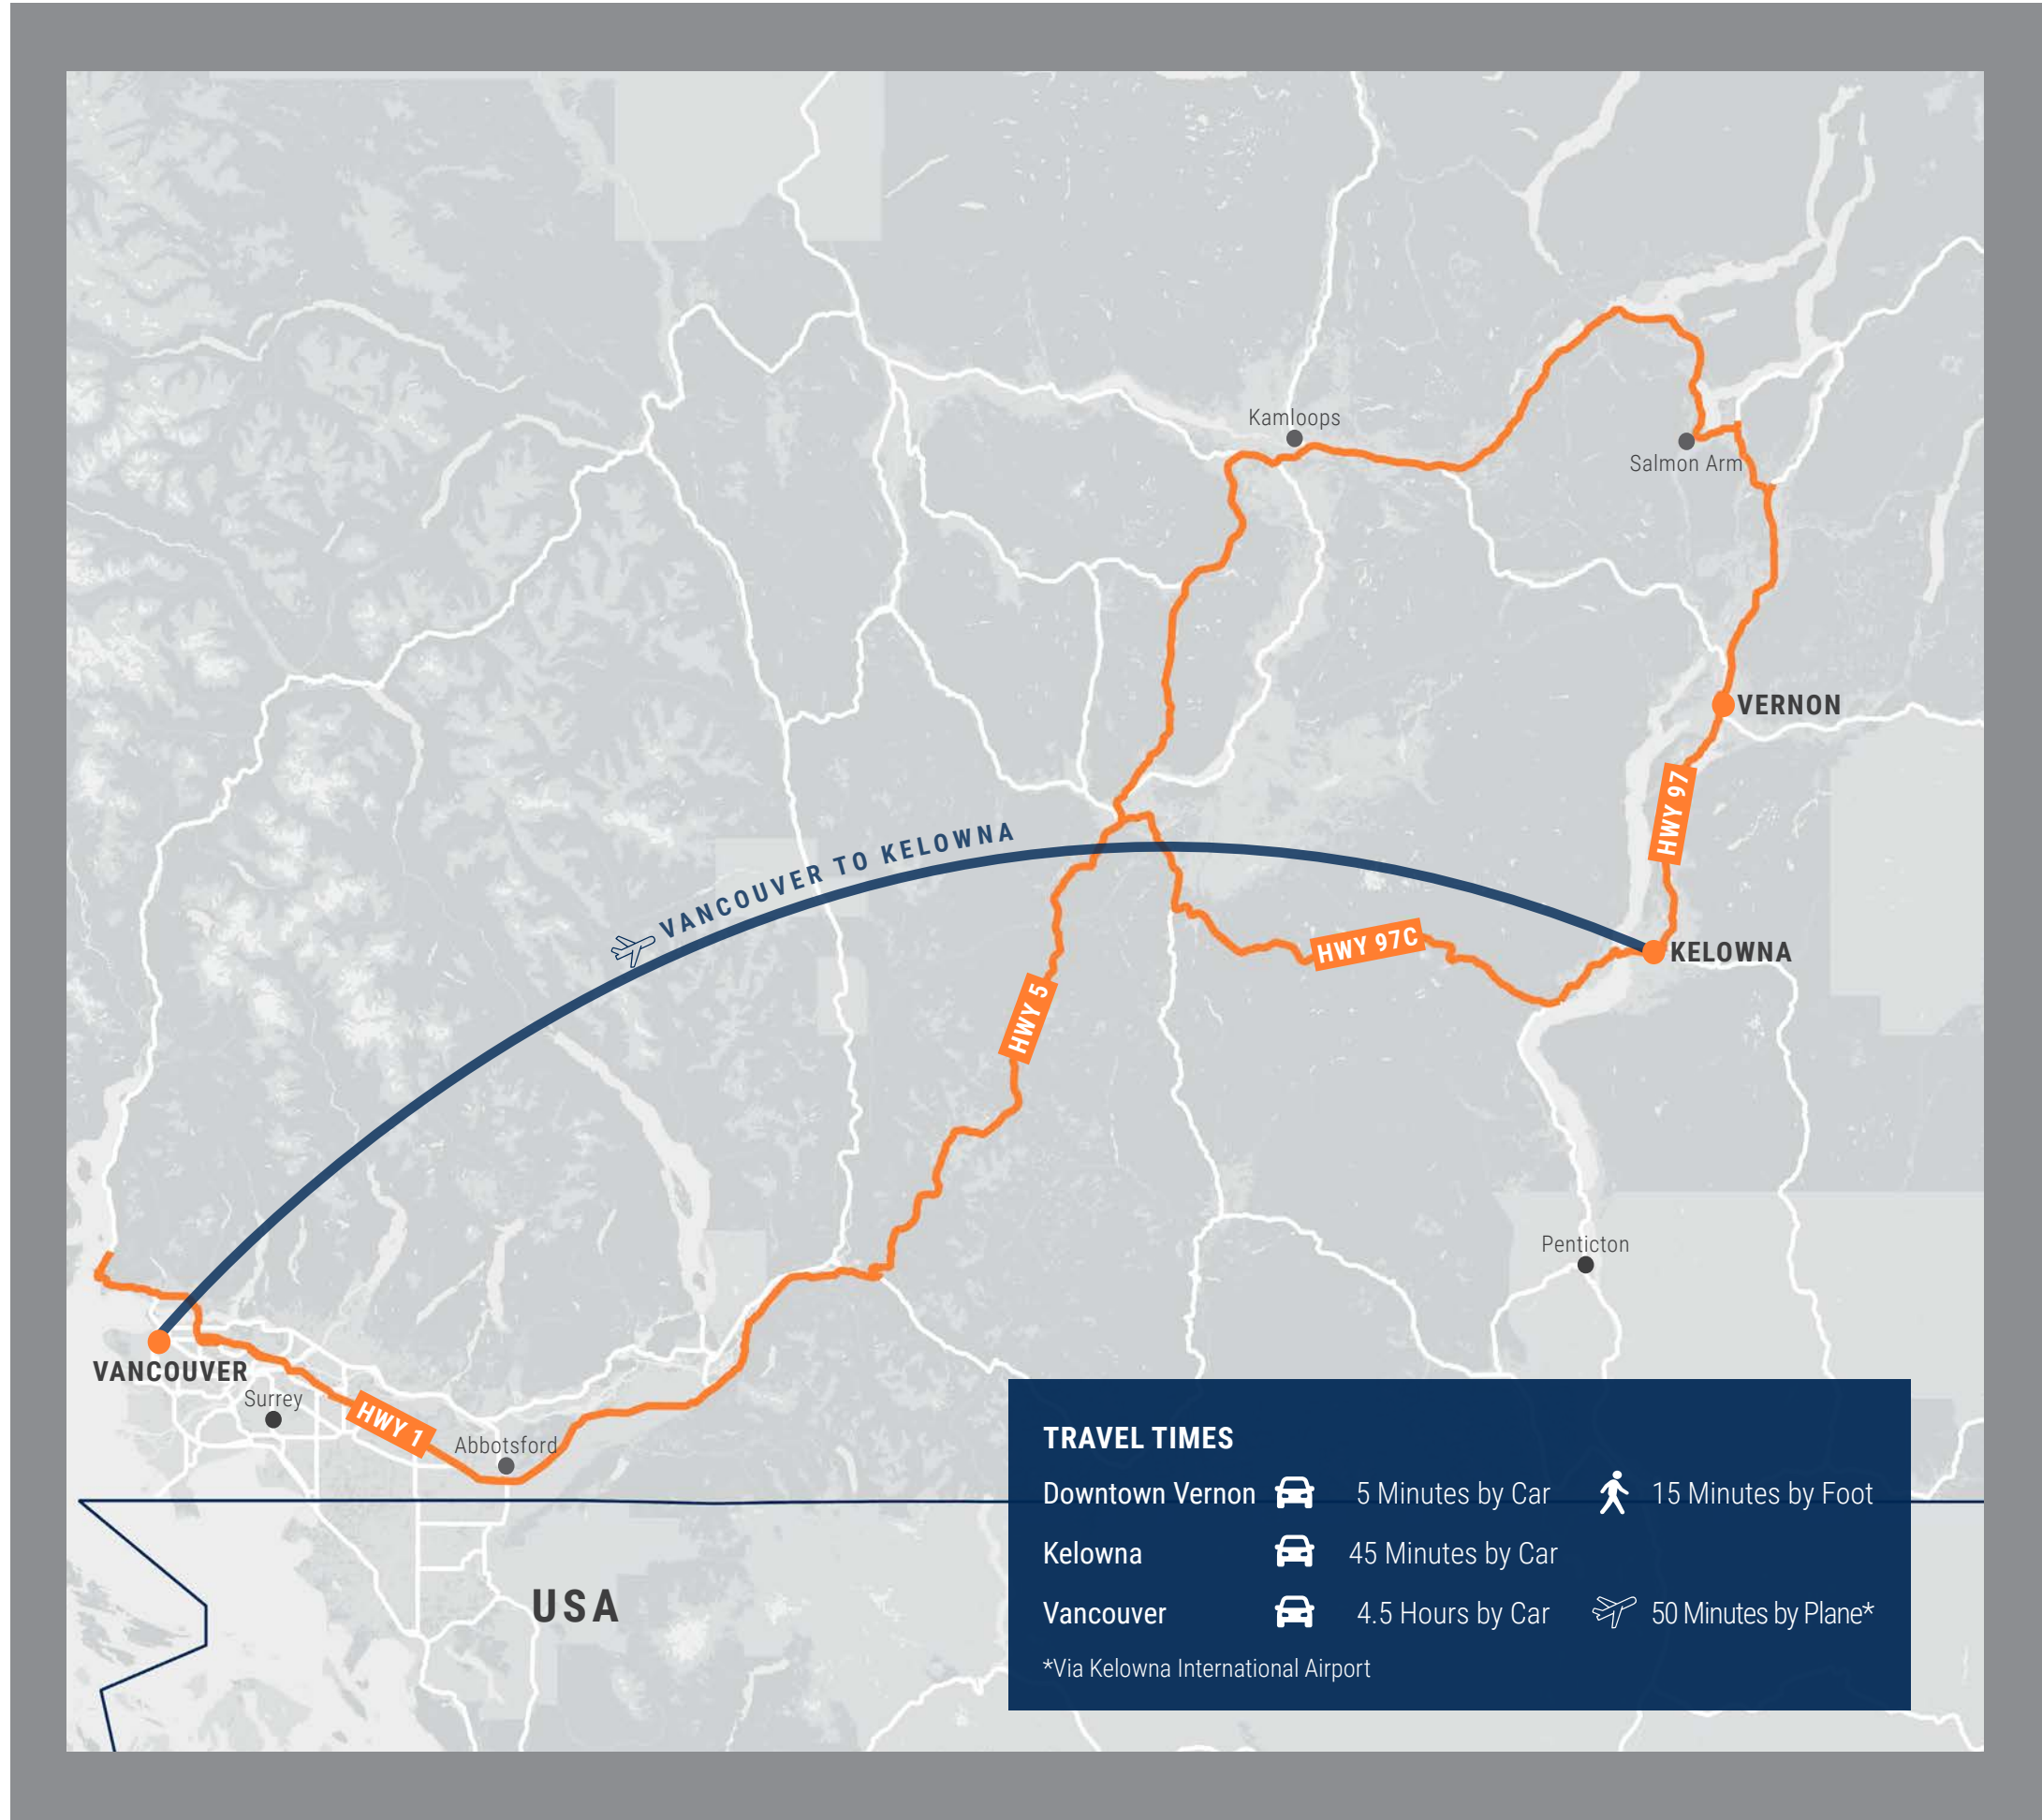 Kamloops
Salmon Arm
VERNON
HWY 97
VANCOUVER TO KELOWNA
HWY 97C
KELOWNA
HWY 5
Penticton
VANCOUVER
Surrey
HWY 1
Abbotsford
USA
TRAVEL TIMES
Downtown Vernon 5 Minutes by Car 15 Minutes by Foot
Kelowna 45 Minutes by Car
Vancouver 4.5 Hours by Car 50 Minutes by Plane*
*Via Kelowna International Airport